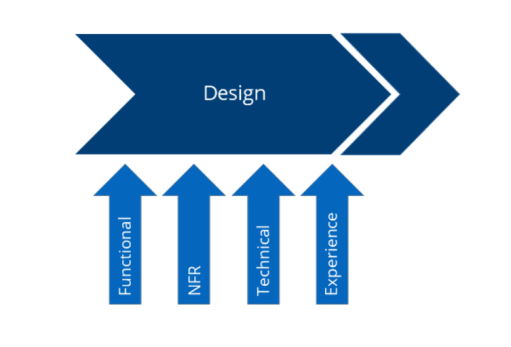 Design
Functional
NFR
Technical
Experience